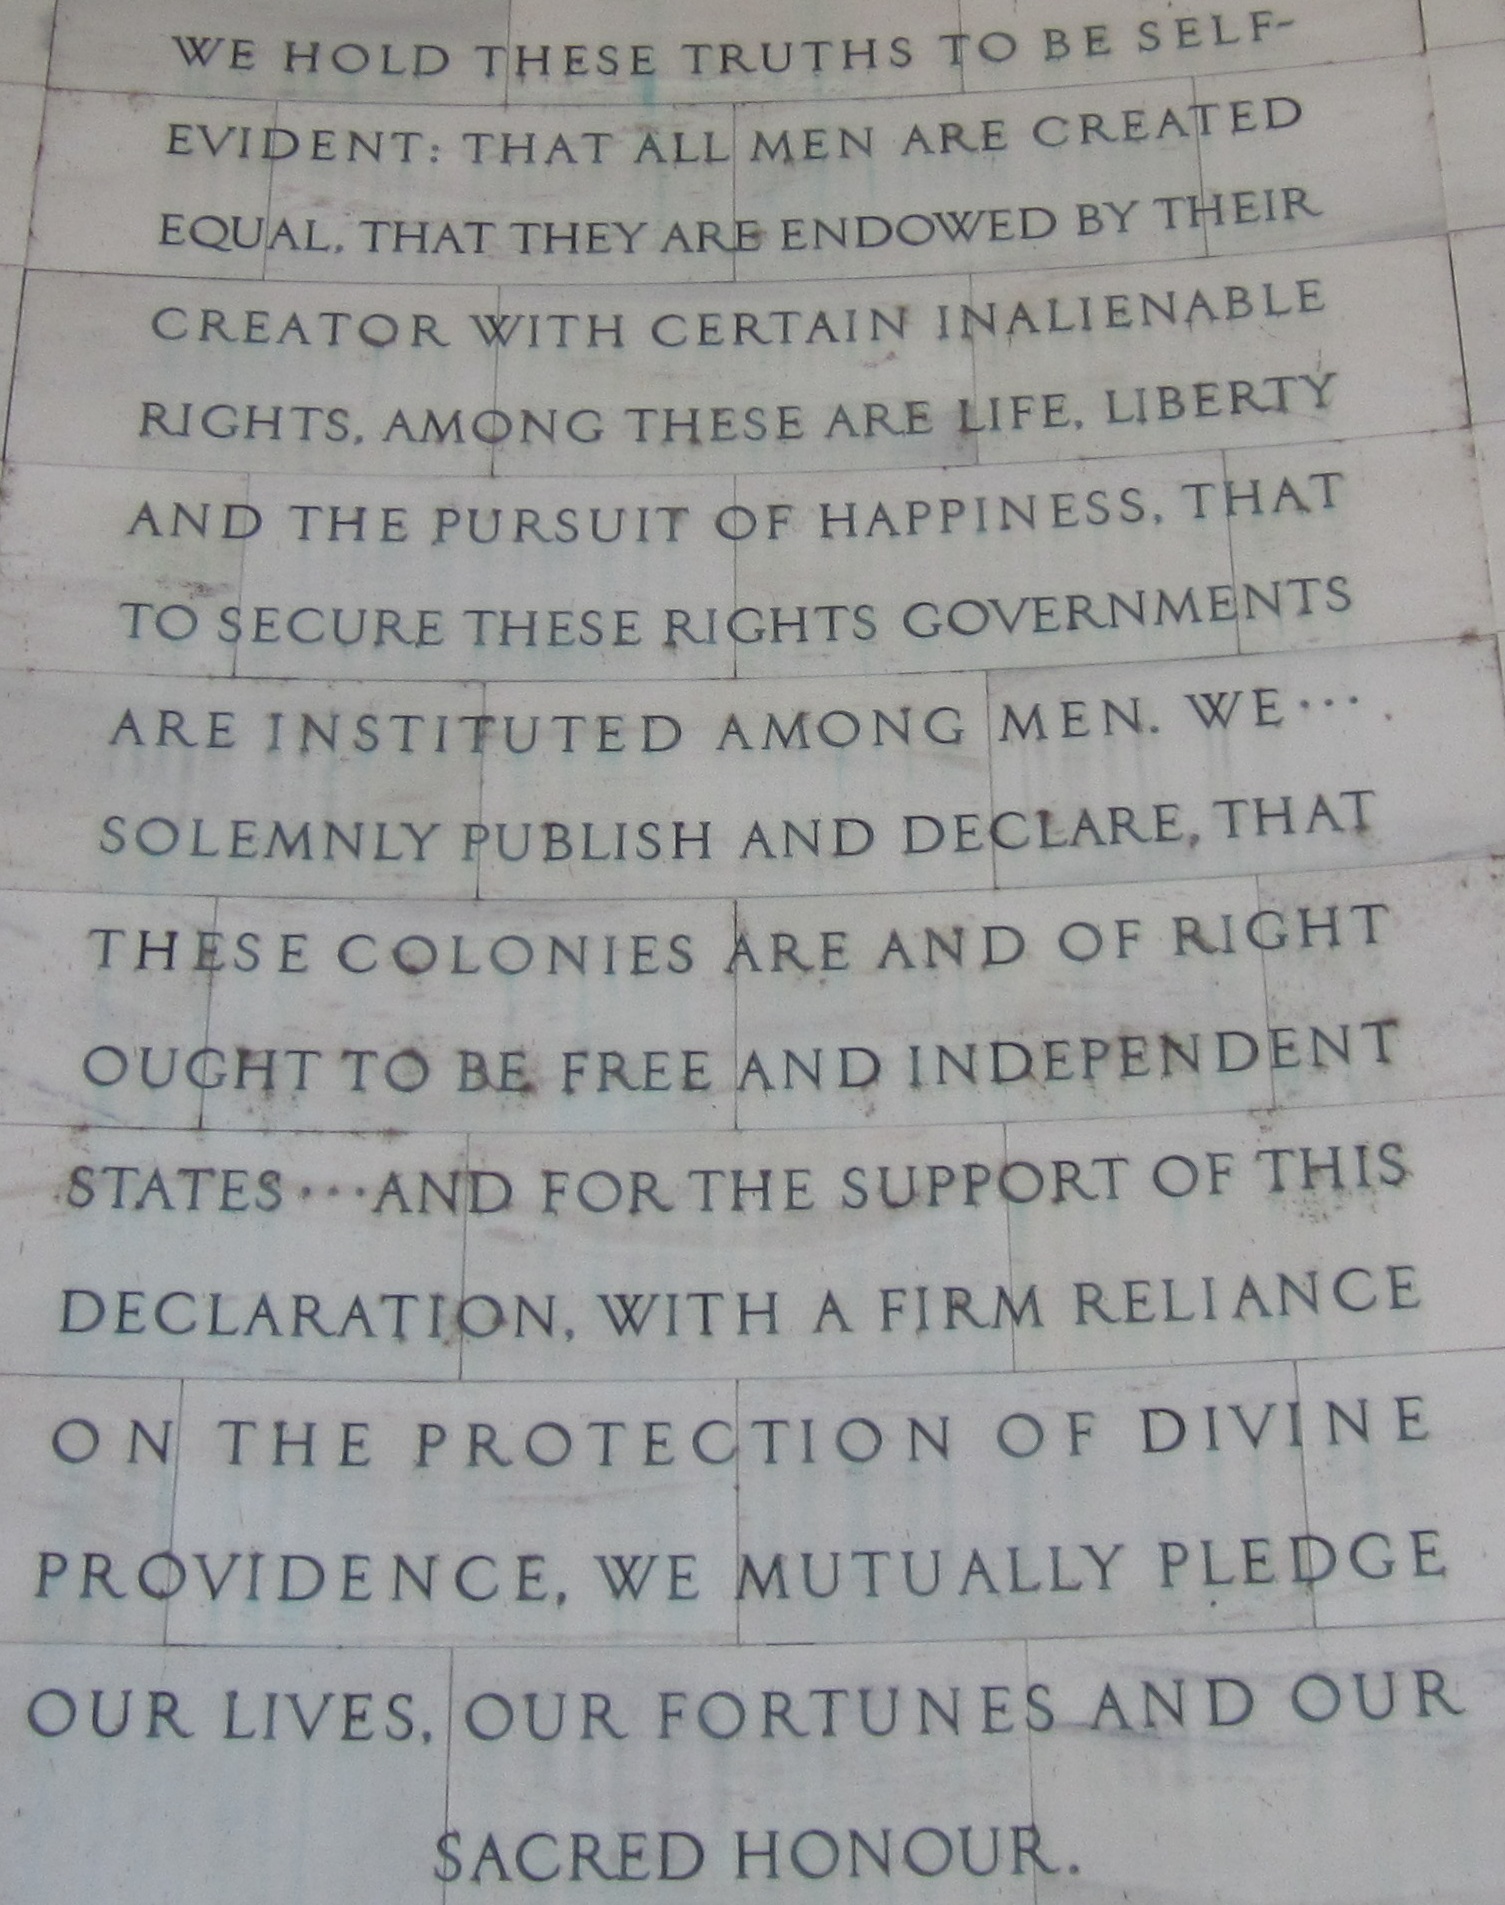 WE HOLD THESE TRUTHS TO BE SELF-
EVIDENT: THAT ALL MEN ARE CREATED
EQUAL, THAT THEY ARE ENDOWED BY THEIR
CREATOR WITH CERTAIN INALIENABLE
RIGHTS, AMONG THESE ARE LIFE, LIBERTY
AND THE PURSUIT OF HAPPINESS, THAT
TO SECURE THESE RIGHTS GOVERNMENTS
ARE INSTITUTED AMONG MEN. WE···
SOLEMNLY PUBLISH AND DECLARE, THAT
THESE COLONIES ARE AND OF RIGHT
OUGHT TO BE FREE AND INDEPENDENT
STATES···AND FOR THE SUPPORT OF THIS
DECLARATION, WITH A FIRM RELIANCE
ON THE PROTECTION OF DIVINE
PROVIDENCE, WE MUTUALLY PLEDGE
OUR LIVES, OUR FORTUNES AND OUR
SACRED HONOUR.